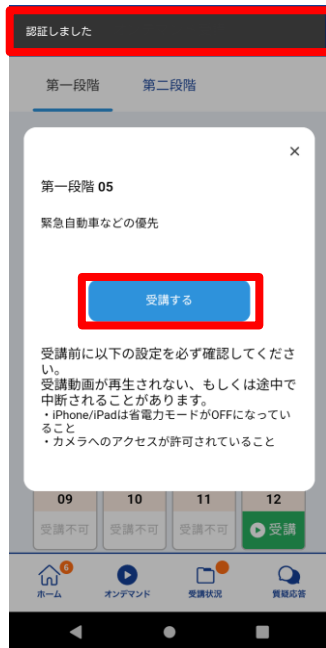 認証しました
第一段階 第二段階
×
第一段階 05
緊急自動車などの優先
受講する
受講前に以下の設定を必ず確認してくださ
い。
受講動画が再生されない、もしくは途中で
中断されることがあります。
・iPhone/iPadは省電力モードがOFFになってい
ること
・カメラへのアクセスが許可されていること
09 10 11 12
受講不可 受講不可 受講不可 受講
6
ホーム オンデマンド 受講状況 質疑応答